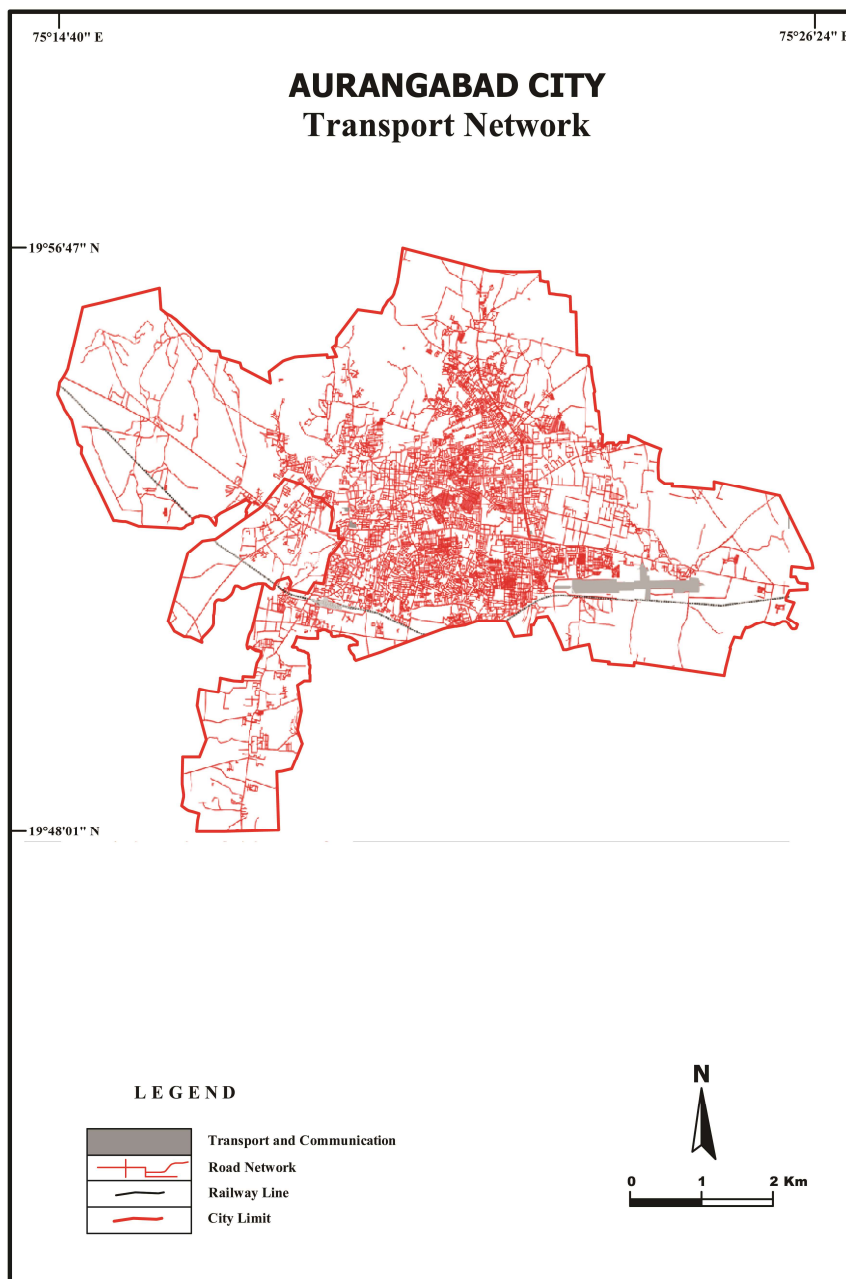 75°14'40" E
75°26'24" E
AURANGABAD CITY
Transport Network
19°56'47" N
19°48'01" N
LEGEND
Transport and Communication
Road Network
Railway Line
City Limit
N
0 1 2 Km